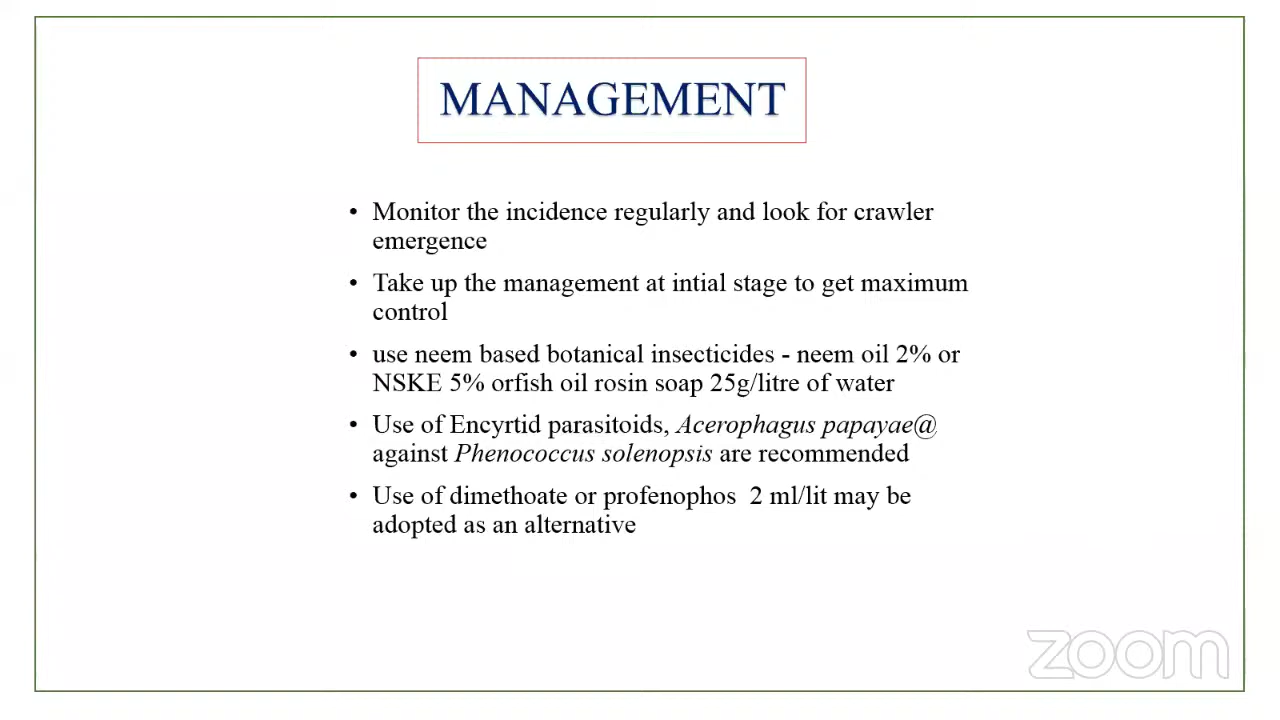 MANAGEMENT
• Monitor the incidence regularly and look for crawler
emergence
• Take up the management at intial stage to get maximum
control
• use neem based botanical insecticides - neem oil 2% or
NSKE 5% orfish oil rosin soap 25g/litre of water
• Use of Encyrtid parasitoids, Acerophagus papayae@
against Phenococcus solenopsis are recommended
• Use of dimethoate or profenophos  2 ml/lit may be
adopted as an alternative
zoom